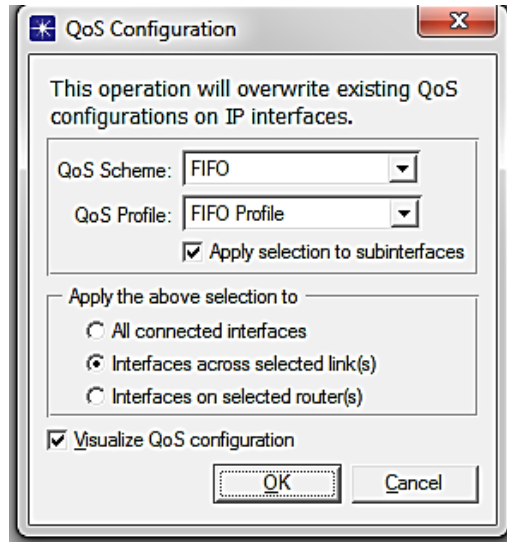 QoS Configuration
This operation will overwrite existing QoS
configurations on IP interfaces.
QoS Scheme: FIFO
QoS Profile: FIFO Profile
Apply selection to subinterfaces
Apply the above selection to
All connected interfaces
Interfaces across selected link(s)
Interfaces on selected router(s)
Visualize QoS configuration
OK Cancel